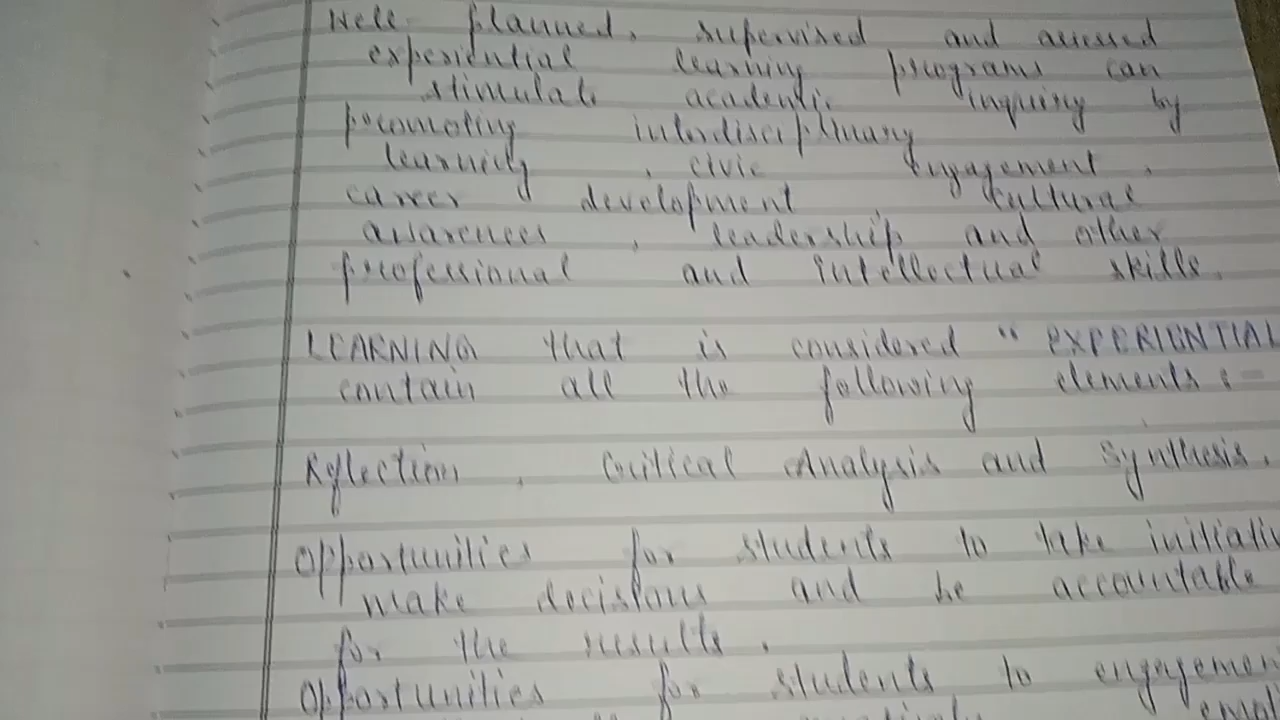 Well planned, supervised and assessed
experiential learning programs can
stimulate academic inquiry by
promoting interdisciplinary
learning , civic engagement ,
career development , cultural
awareness , leadership and other
professional and intellectual skills.
LEARNING that is considered " EXPERIENTIAL
contain all the following elements :-
Reflection , Critical Analysis and Synthesis.
Opportunities for students to take initiativ
make decisions and be accountable
for the results .
Opportunities for students to engagemen